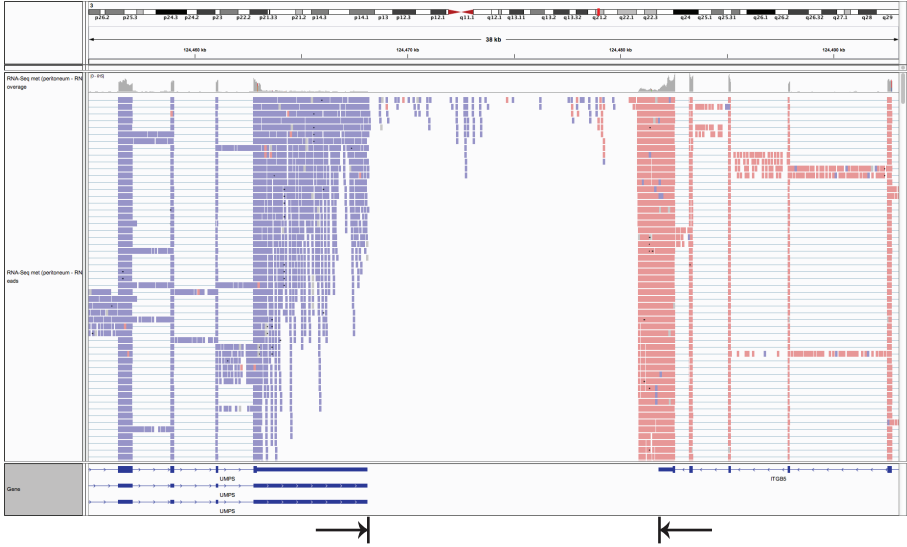 3
p26.2 p25.3 p24.3 p24.2 p23 p22.2 p21.33 p21.2 p14.3 p14.1 p13 p12.3 p12.1 q11.1 q12.1 q13.11 q13.2 q13.32 q21.2 q22.1 q22.3 q24 q25.1 q25.31 q26.1 q26.2 q26.32 q27.1 q28 q29
38 kb
124,460 kb 124,470 kb 124,480 kb 124,490 kb
RNA-Seq met (peritoneum - RN
overage
RNA-Seq met (peritoneum - RN
eads
Gene
UMPS ITGB5
UMPS
UMPS